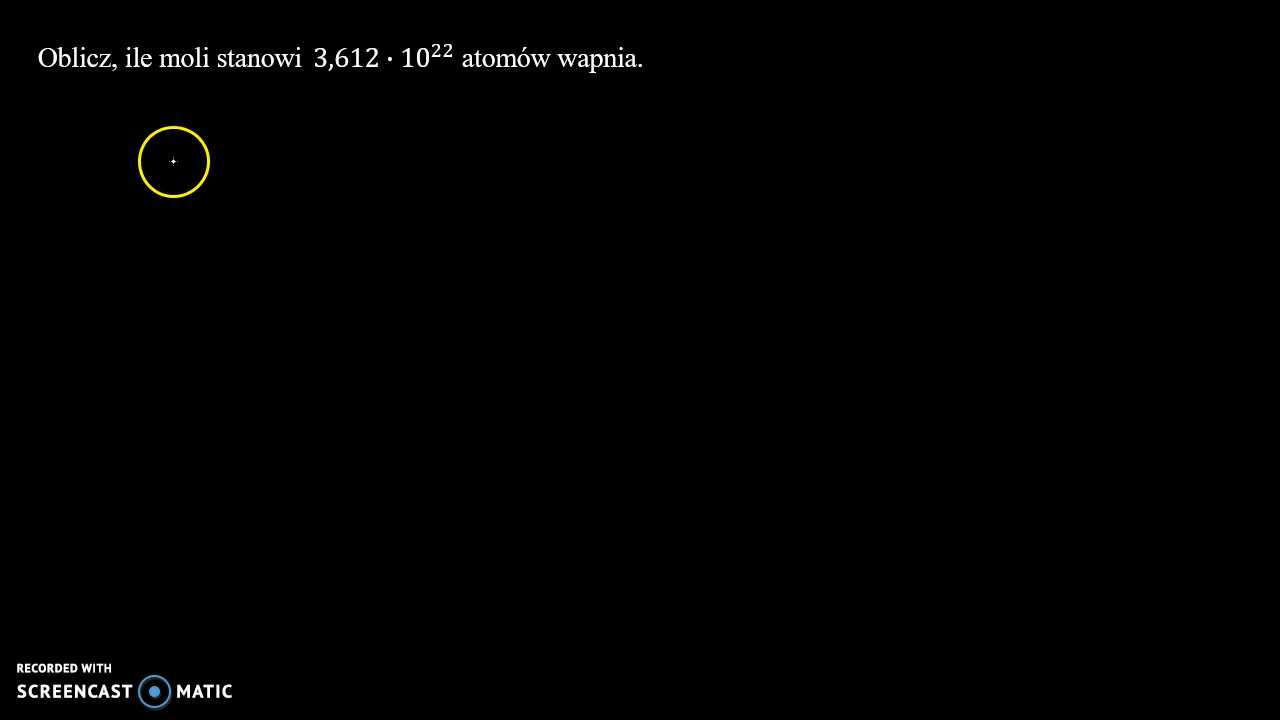 Oblicz, ile moli stanowi 3,612 · 10²² atomów wapnia.
RECORDED WITH
SCREENCAST MATIC